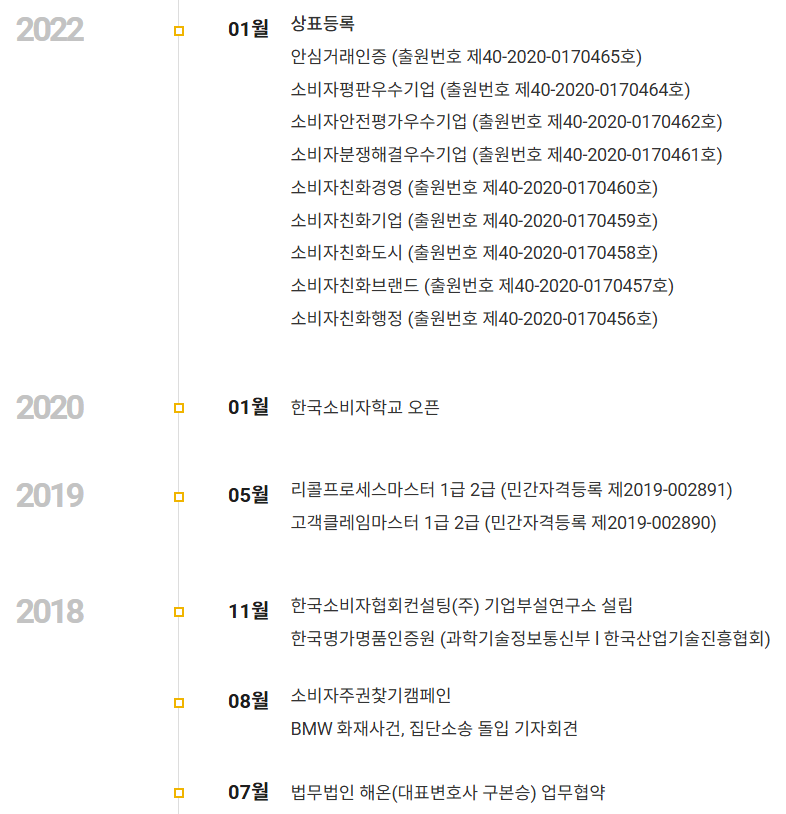 2022
01월
상표등록
안심거래인증 (출원번호 제40-2020-0170465호)
소비자평판우수기업 (출원번호 제40-2020-0170464호)
소비자안전평가우수기업 (출원번호 제40-2020-0170462호)
소비자분쟁해결우수기업 (출원번호 제40-2020-0170461호)
소비자친화경영 (출원번호 제40-2020-0170460호)
소비자친화기업 (출원번호 제40-2020-0170459호)
소비자친화도시 (출원번호 제40-2020-0170458호)
소비자친화브랜드 (출원번호 제40-2020-0170457호)
소비자친화행정 (출원번호 제40-2020-0170456호)
2020
01월
한국소비자학교 오픈
2019
05월
리콜프로세스마스터 1급 2급 (민간자격등록 제2019-002891)
고객클레임마스터 1급 2급 (민간자격등록 제2019-002890)
2018
11월
한국소비자협회컨설팅(주) 기업부설연구소 설립
한국명가명품인증원 (과학기술정보통신부 l 한국산업기술진흥협회)
08월
소비자주권찾기캠페인
BMW 화재사건, 집단소송 돌입 기자회견
07월
법무법인 해온(대표변호사 구본승) 업무협약